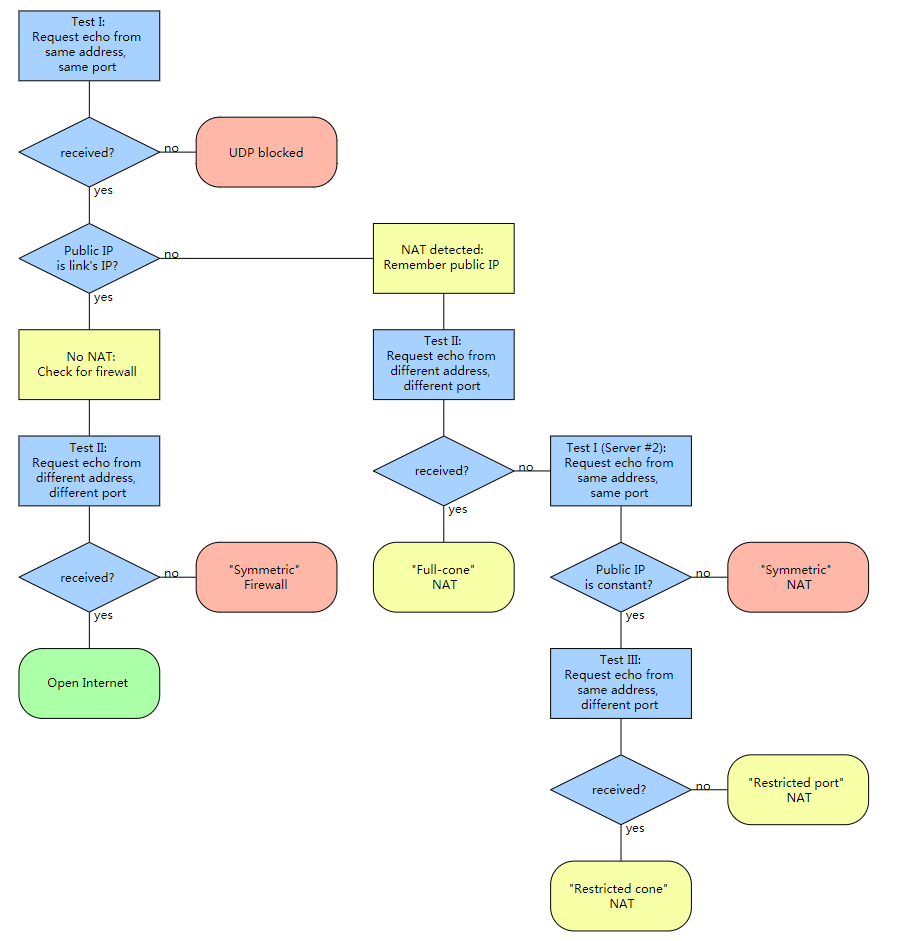 Test I:
Request echo from
same address,
same port
received?
no
UDP blocked
yes
Public IP
is link's IP?
no
NAT detected:
Remember public IP
yes
No NAT:
Check for firewall
Test II:
Request echo from
different address,
different port
Test II:
Request echo from
different address,
different port
received?
no
Test I (Server #2):
Request echo from
same address,
same port
yes
received?
no
"Symmetric"
Firewall
"Full-cone"
NAT
Public IP
is constant?
no
"Symmetric"
NAT
yes
yes
Open Internet
Test III:
Request echo from
same address,
different port
received?
no
"Restricted port"
NAT
yes
"Restricted cone"
NAT